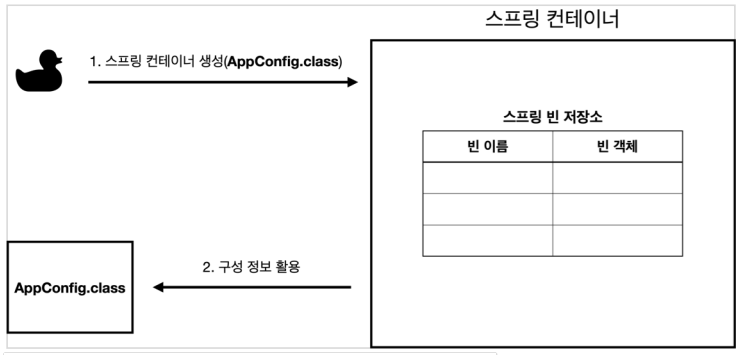 스프링 컨테이너
1. 스프링 컨테이너 생성(AppConfig.class)
스프링 빈 저장소
빈 이름
빈 객체
AppConfig.class
2. 구성 정보 활용